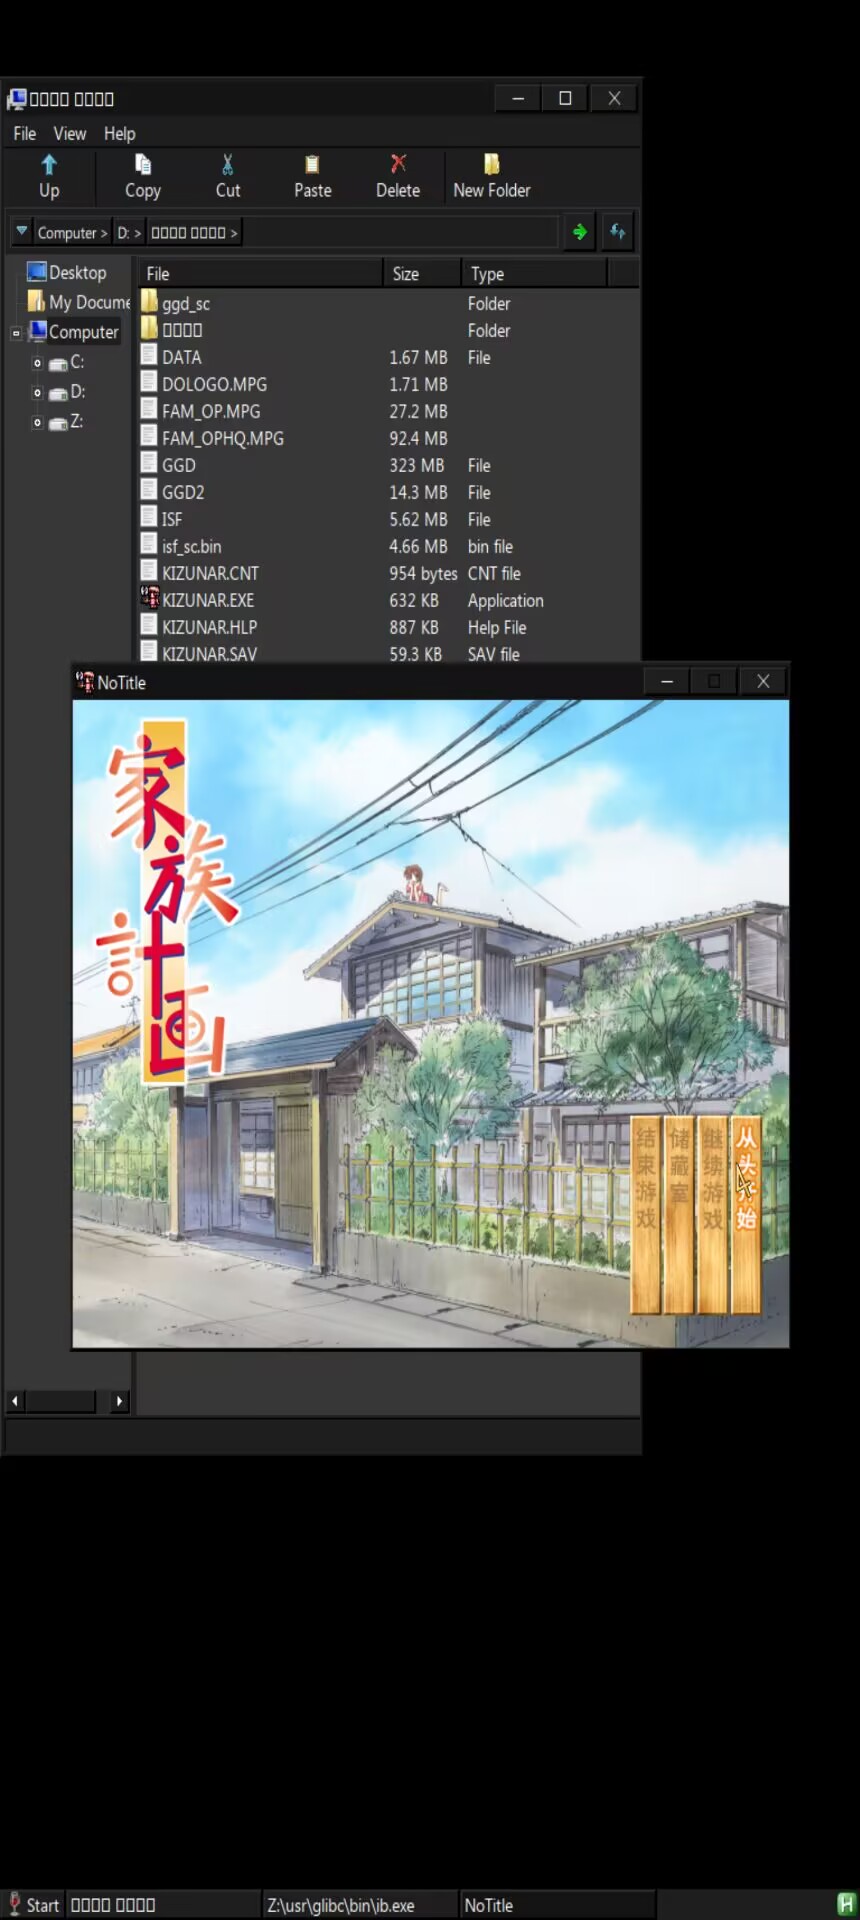 File View Help
Up Copy Cut Paste Delete New Folder
Computer > D: > >
Desktop
My Docume
Computer
C:
D:
Z:
File Size Type
ggd_sc Folder
Folder
DATA 1.67 MB File
DOLOGO.MPG 1.71 MB
FAM_OP.MPG 27.2 MB
FAM_OPHQ.MPG 92.4 MB
GGD 323 MB File
GGD2 14.3 MB File
ISF 5.62 MB File
isf_sc.bin 4.66 MB bin file
KIZUNAR.CNT 954 bytes CNT file
KIZUNAR.EXE 632 KB Application
KIZUNAR.HLP 887 KB Help File
KIZUNAR.SAV 59.3 KB SAV file
NoTitle
家族計画
从头开始
继续游戏
储藏室
结束游戏
Start Z:\usr\glibc\bin\ib.exe NoTitle
H